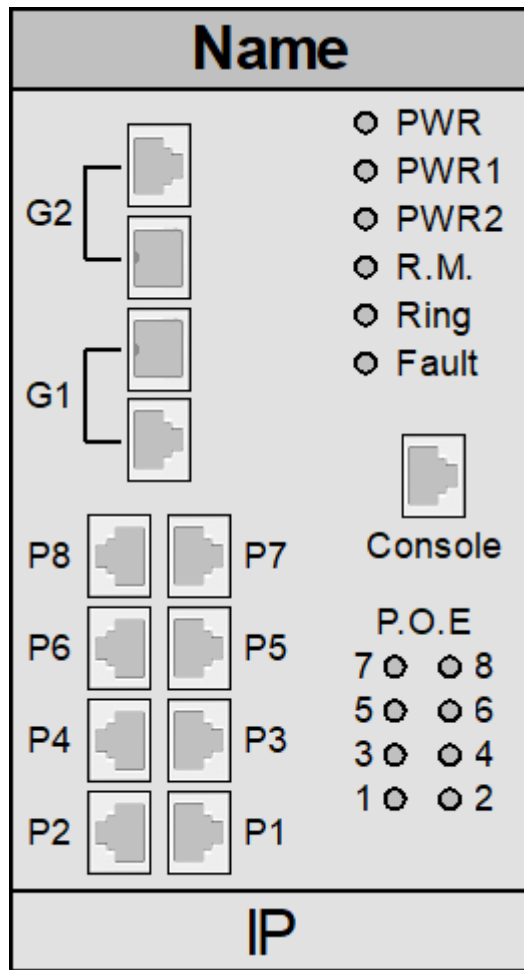 Name
PWR
PWR1
G2
PWR2
R.M.
Ring
Fault
G1
Console
P8 P7
P.O.E
P6 P5
7 8
5 6
P4 P3
3 4
1 2
P2 P1
IP